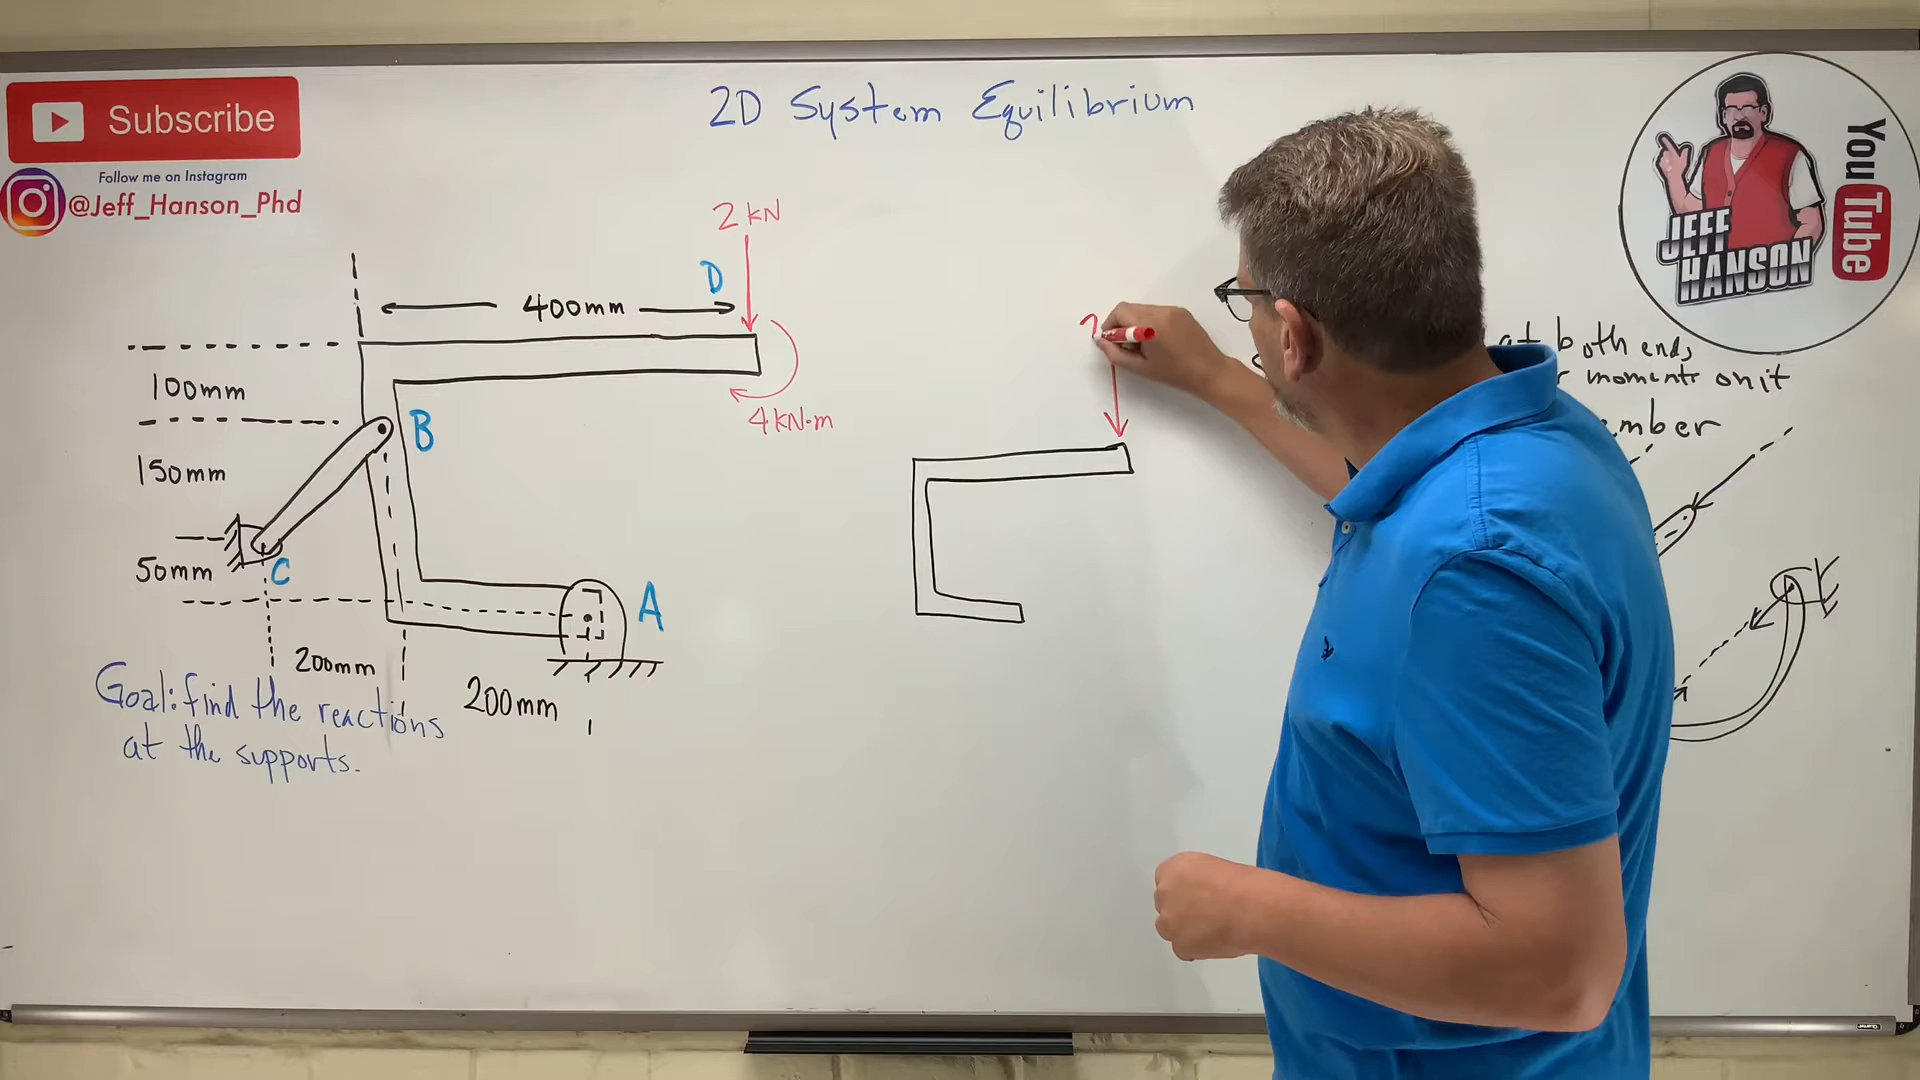 Subscribe
Follow me on Instagram
@Jeff_Hanson_Phd
2D System Equilibrium
JEFF
HANSON
YouTube
2 kN
D
400mm
100mm
4 kN·m
B
150mm
50mm
C
A
200mm
200mm
Goal: find the reactions
at the supports.
at both ends
moments on it